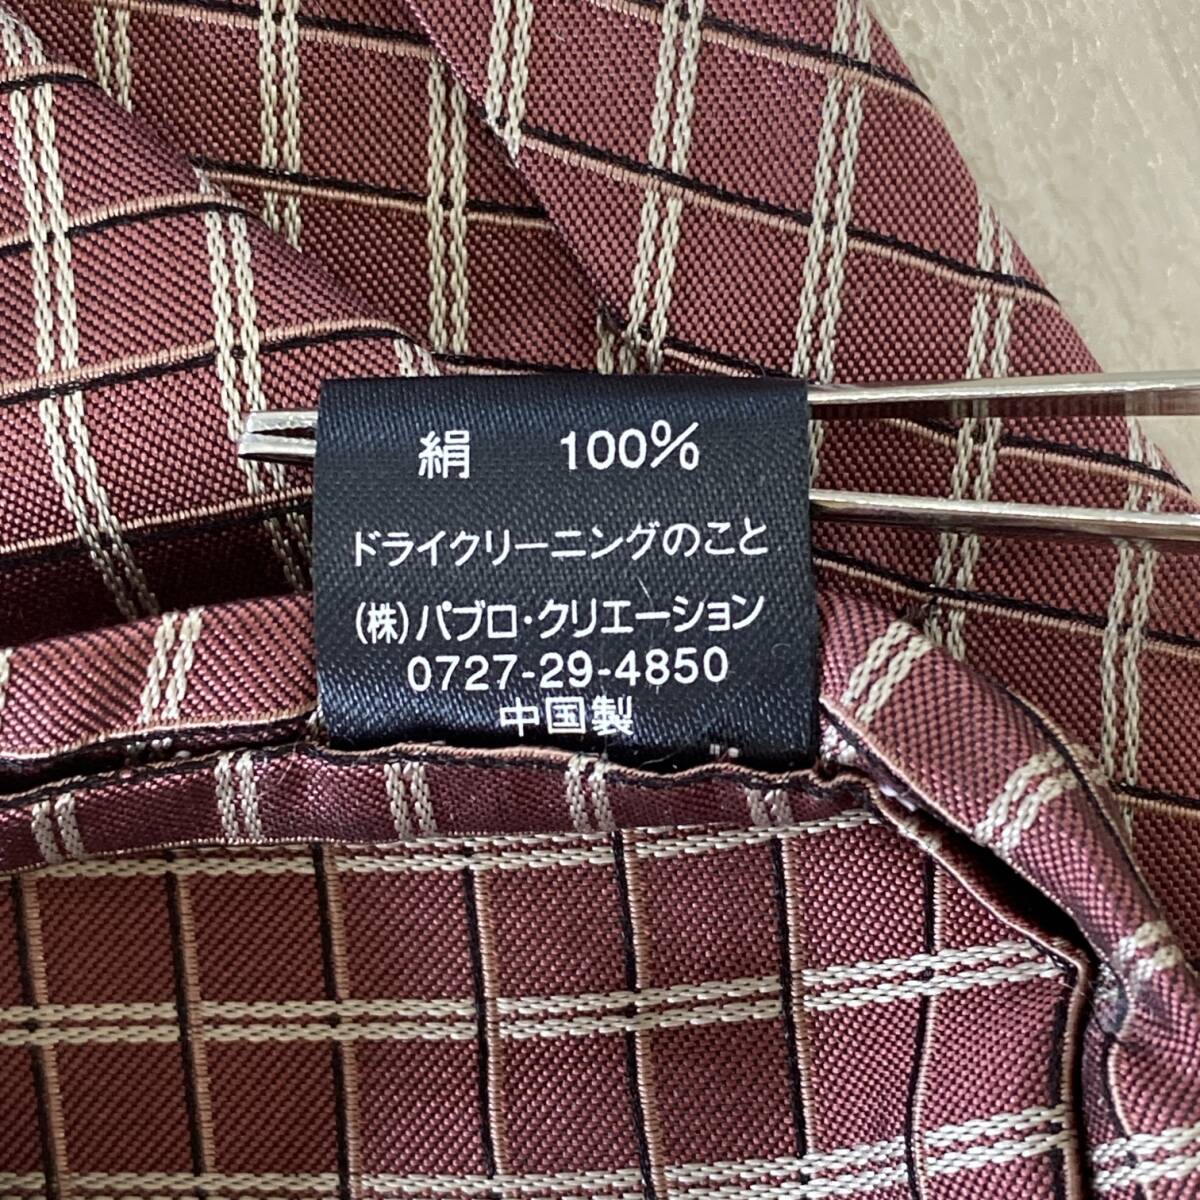 絹 100%
ドライクリーニングのこと
(株)パブロ・クリエーション
0727-29-4850
中国製